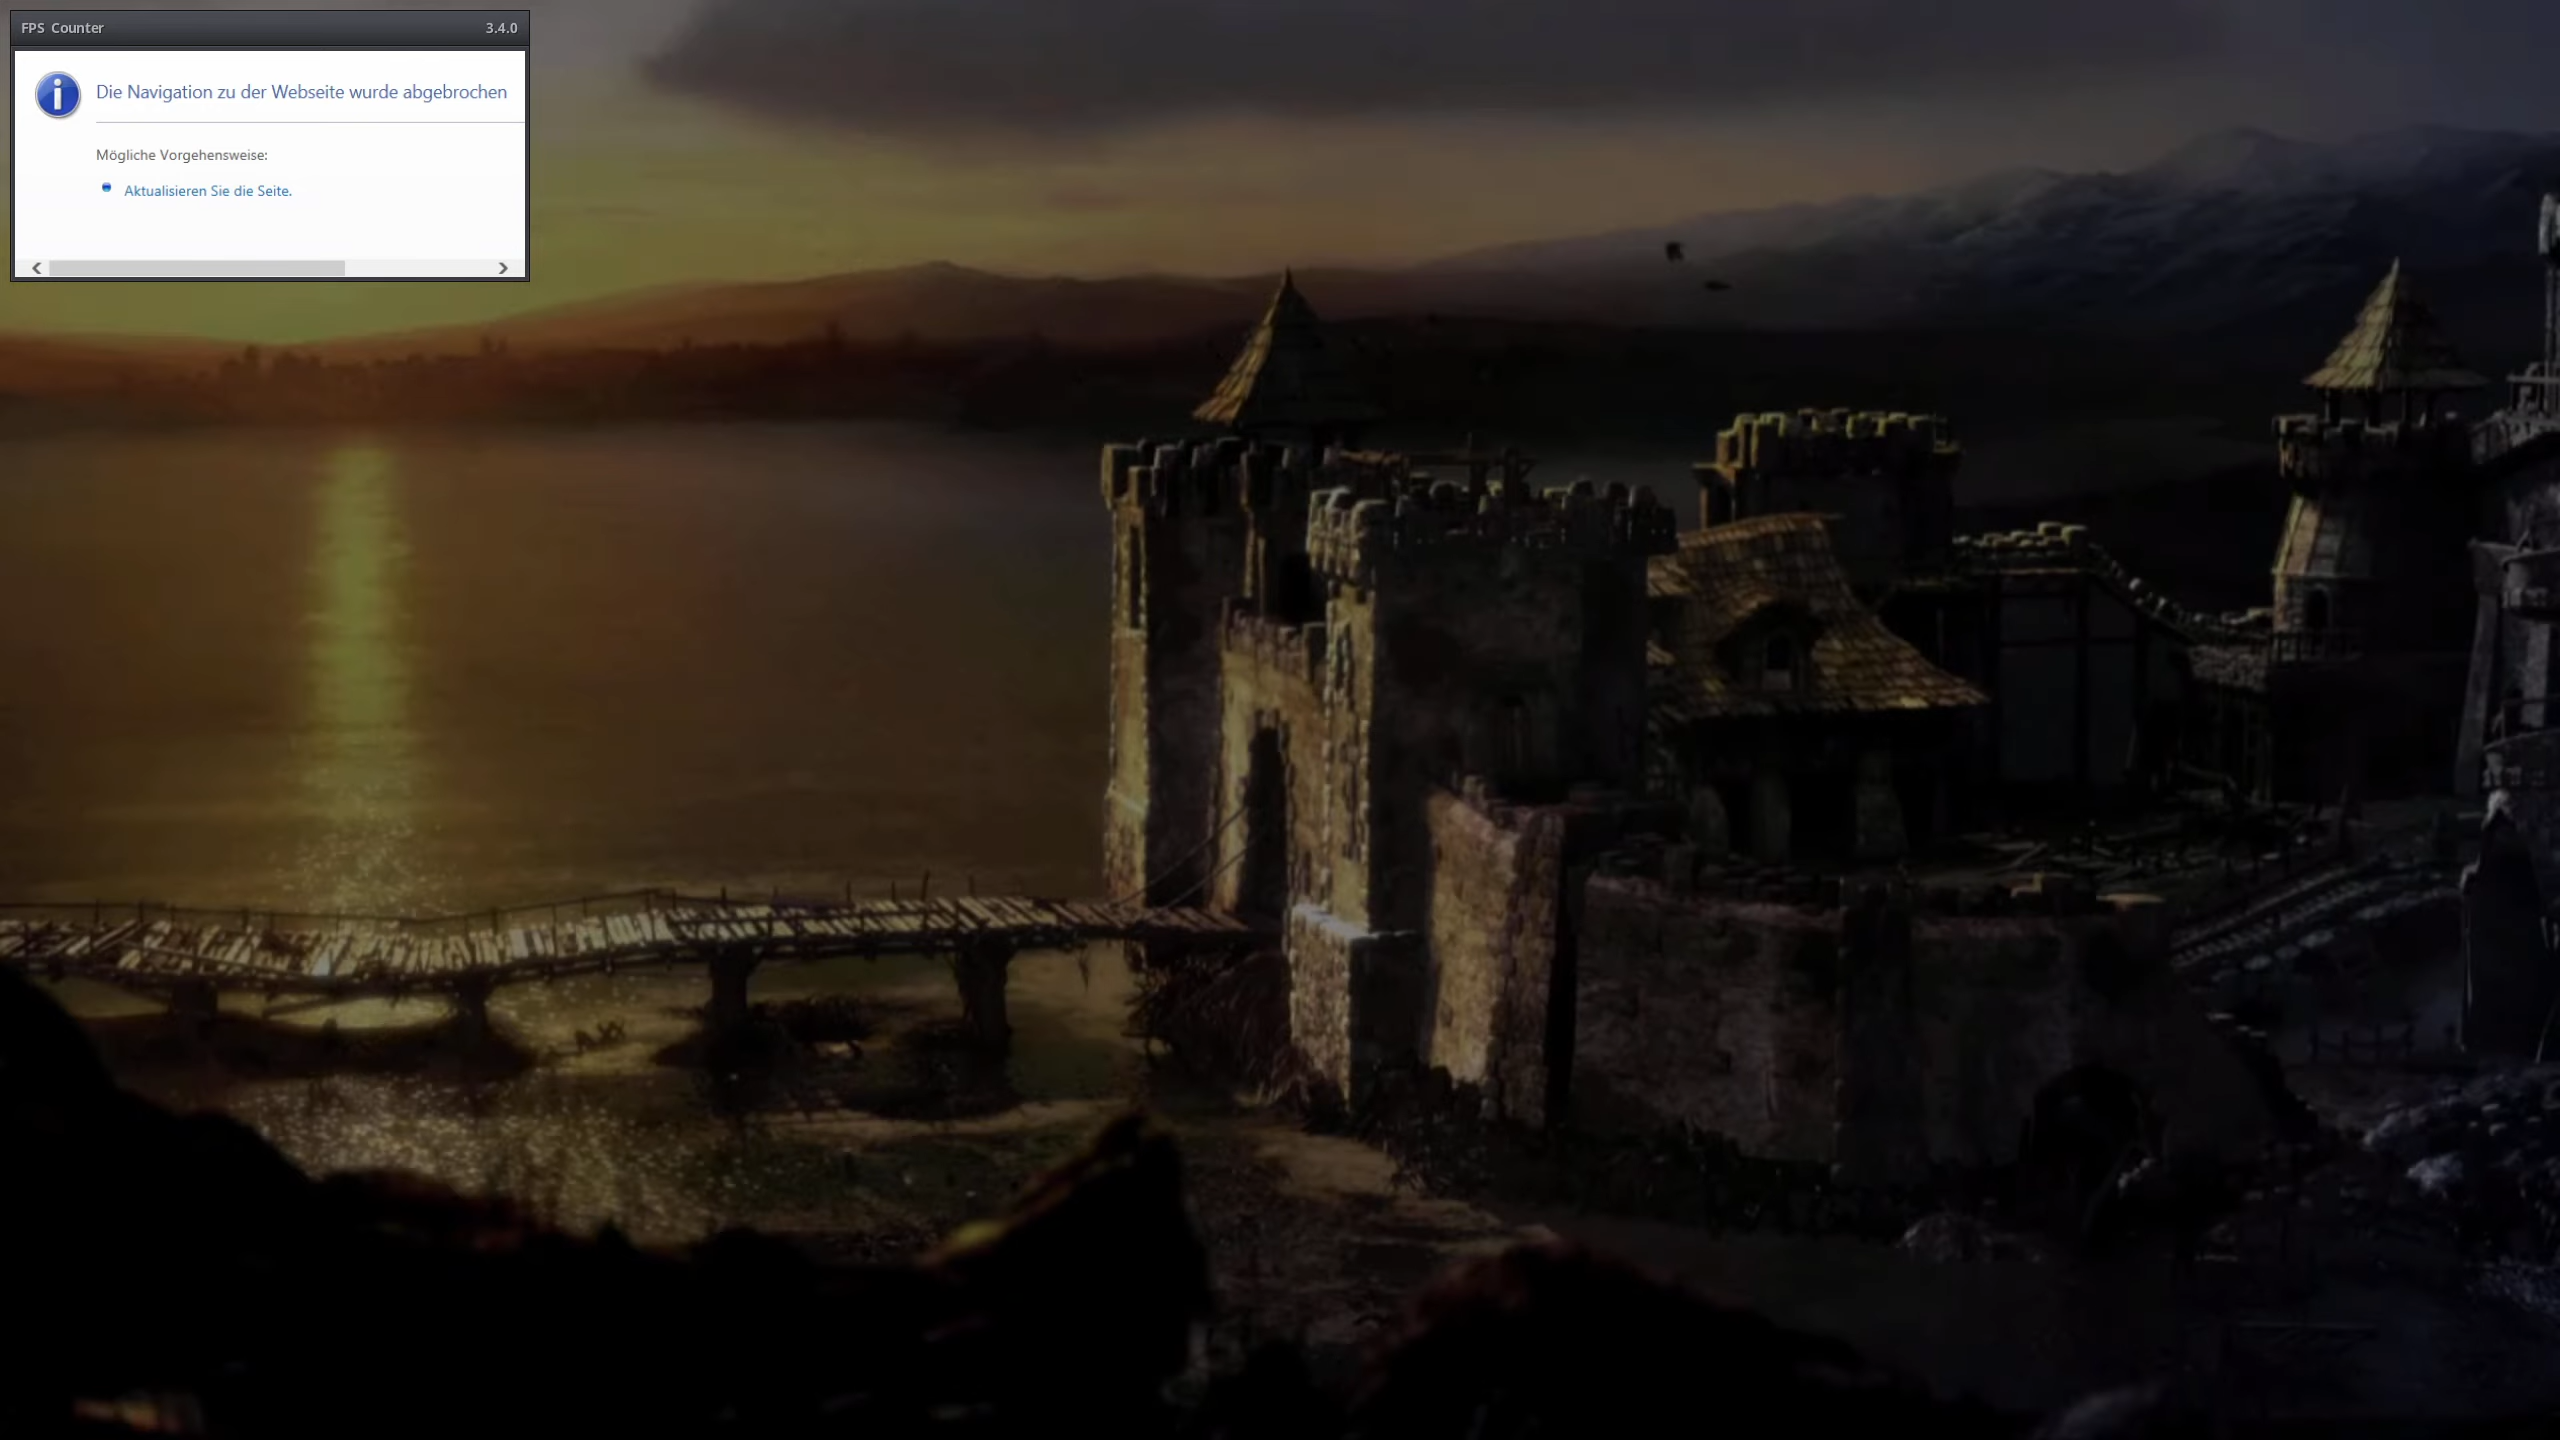 FPS Counter 3.4.0
Die Navigation zu der Webseite wurde abgebrochen
Mögliche Vorgehensweise:
Aktualisieren Sie die Seite.